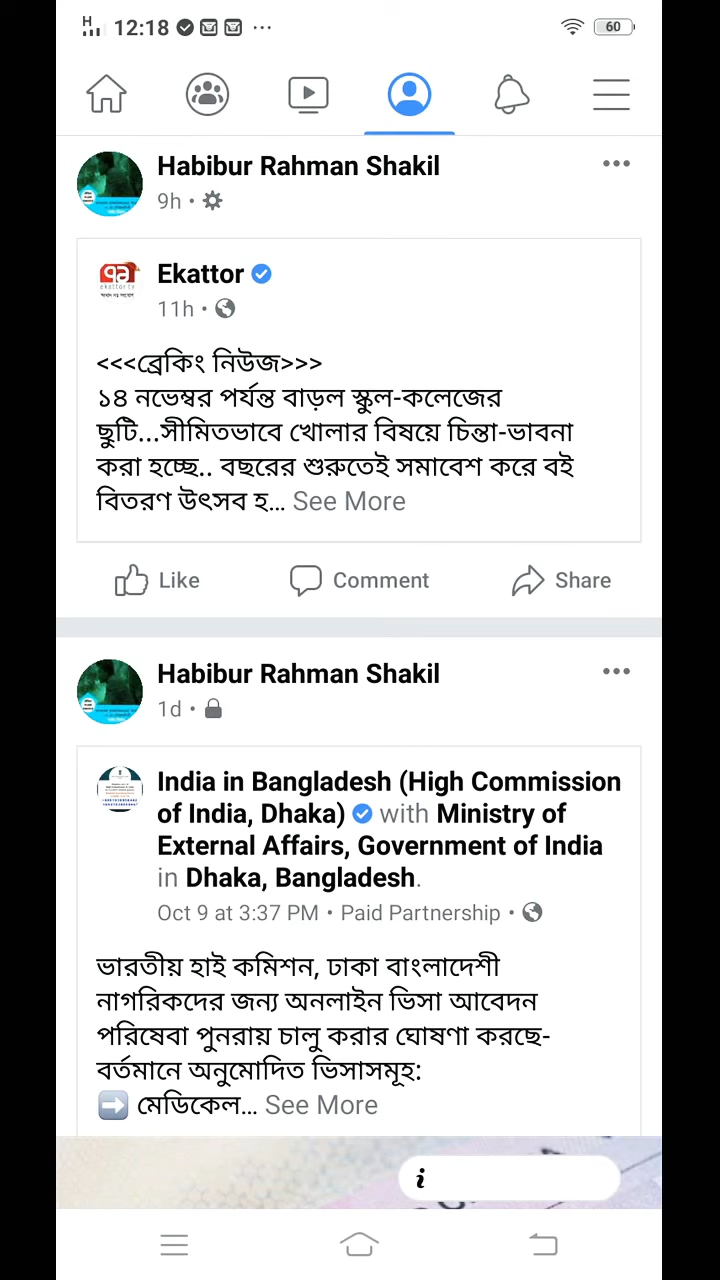 H
12:18
60
Habibur Rahman Shakil
9h
Ekattor
11h
<<<ব্রেকিং নিউজ>>>
১৪ নভেম্বর পর্যন্ত বাড়ল স্কুল-কলেজের
ছুটি...সীমিতভাবে খোলার বিষয়ে চিন্তা-ভাবনা
করা হচ্ছে.. বছরের শুরুতেই সমাবেশ করে বই
বিতরণ উৎসব হ... See More
Like Comment Share
Habibur Rahman Shakil
1d
India in Bangladesh (High Commission
of India, Dhaka) with Ministry of
External Affairs, Government of India
in Dhaka, Bangladesh.
Oct 9 at 3:37 PM • Paid Partnership •
ভারতীয় হাই কমিশন, ঢাকা বাংলাদেশী
নাগরিকদের জন্য অনলাইন ভিসা আবেদন
পরিষেবা পুনরায় চালু করার ঘোষণা করছে-
বর্তমানে অনুমোদিত ভিসাসমূহ:
➡ মেডিকেল... See More
i